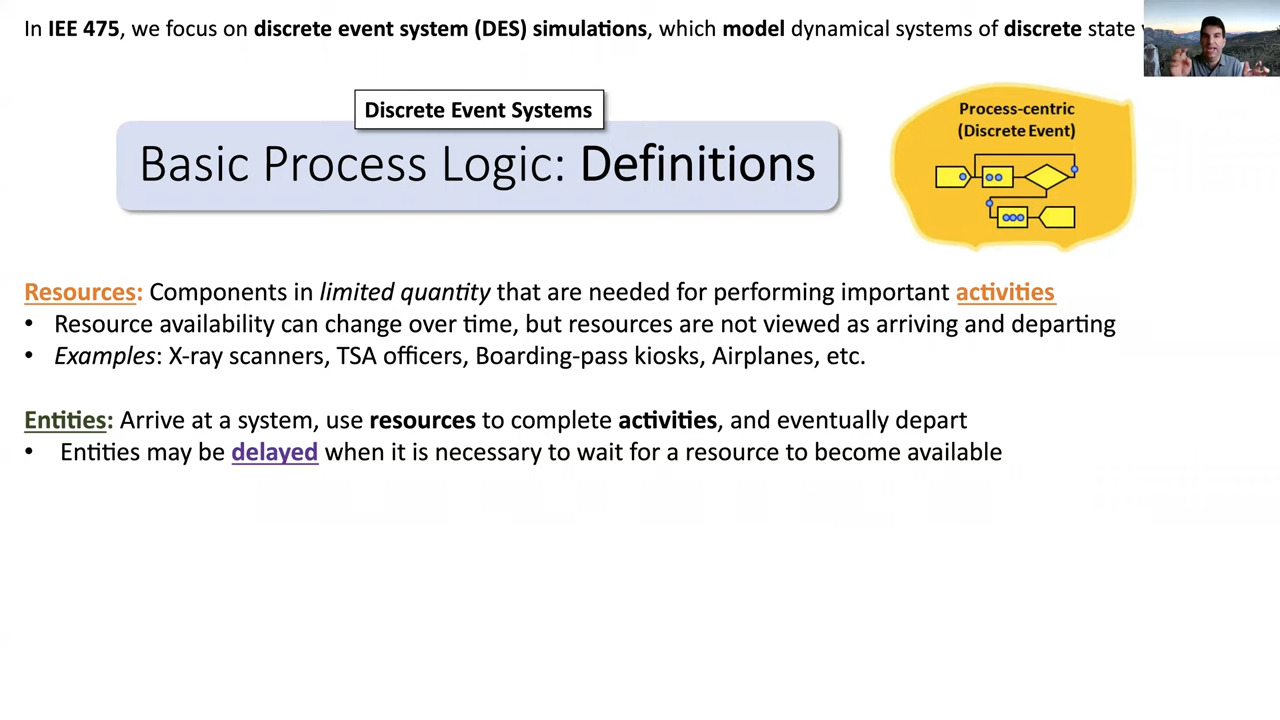 In IEE 475, we focus on discrete event system (DES) simulations, which model dynamical systems of discrete state
Discrete Event Systems
Basic Process Logic: Definitions
Process-centric
(Discrete Event)
Resources: Components in limited quantity that are needed for performing important activities
• Resource availability can change over time, but resources are not viewed as arriving and departing
• Examples: X-ray scanners, TSA officers, Boarding-pass kiosks, Airplanes, etc.
Entities: Arrive at a system, use resources to complete activities, and eventually depart
• Entities may be delayed when it is necessary to wait for a resource to become available